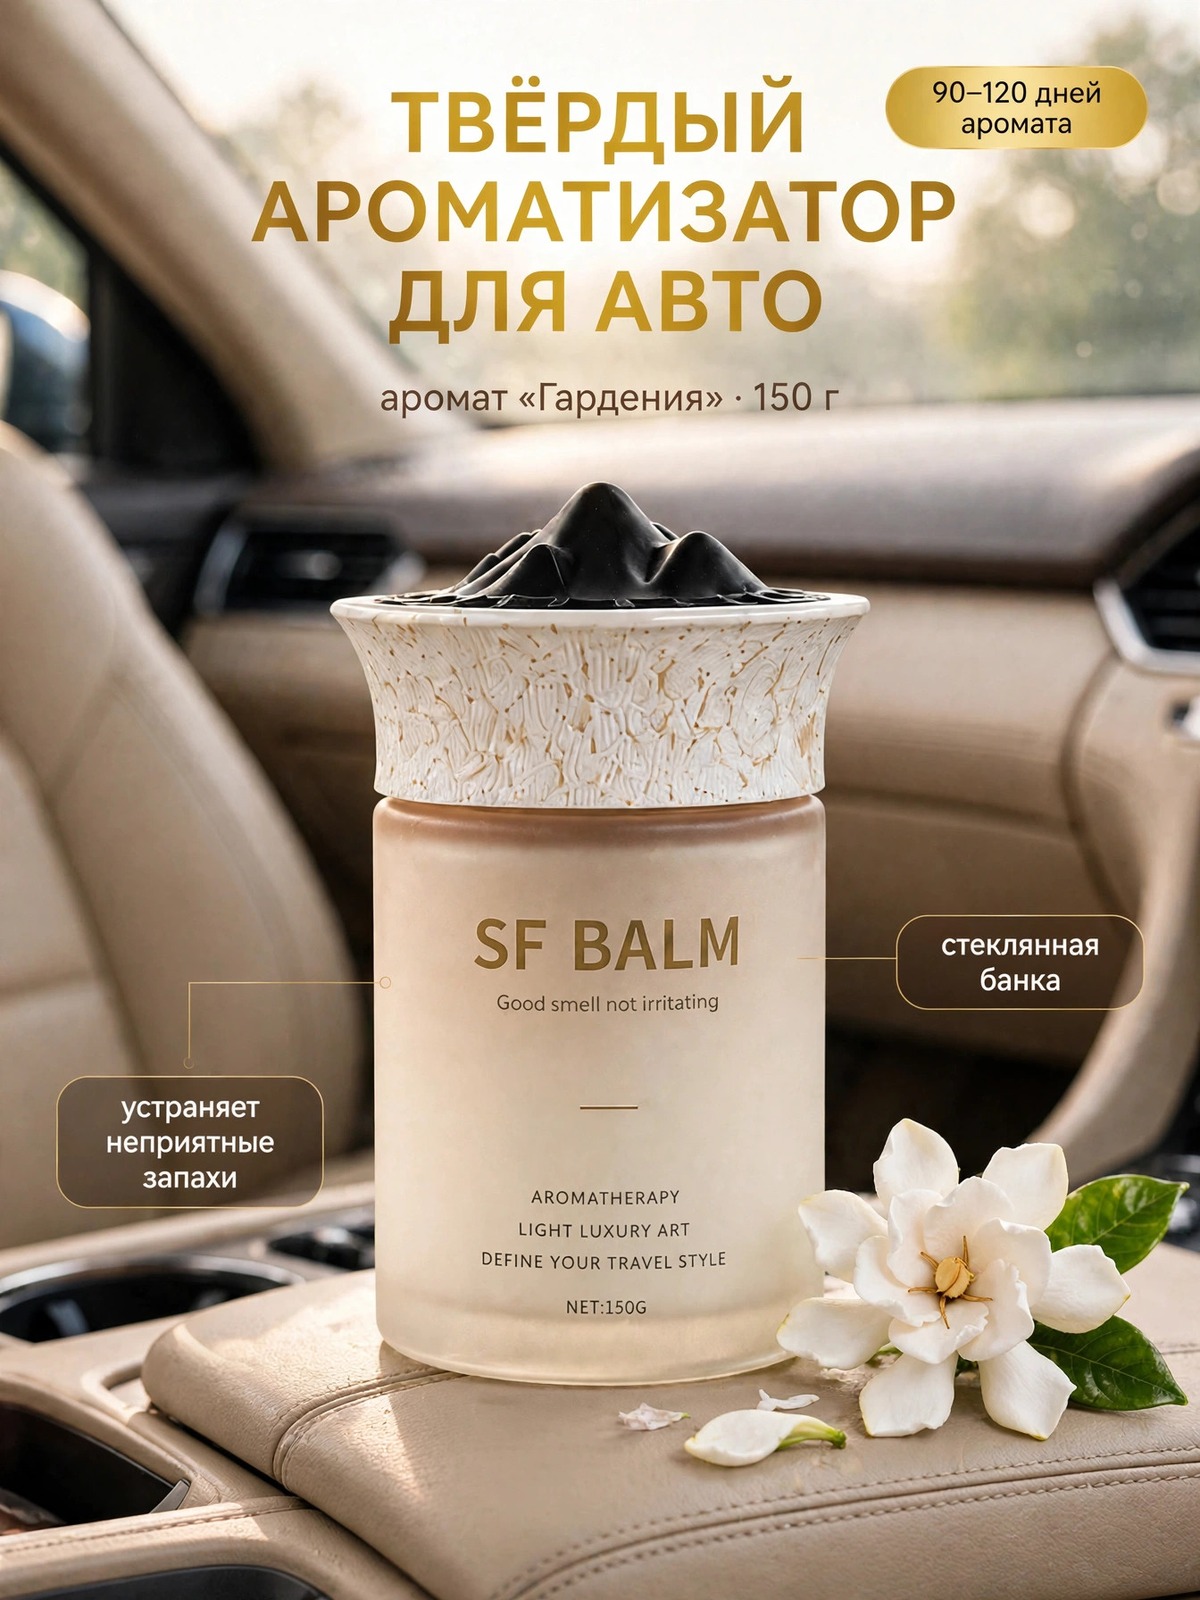 ТВЁРДЫЙ
АРОМАТИЗАТОР
ДЛЯ АВТО
90–120 дней
аромата
аромат «Гардения» · 150 г
SF BALM
Good smell not irritating
стеклянная
банка
устраняет
неприятные
запахи
AROMATHERAPY
LIGHT LUXURY ART
DEFINE YOUR TRAVEL STYLE
NET:150G